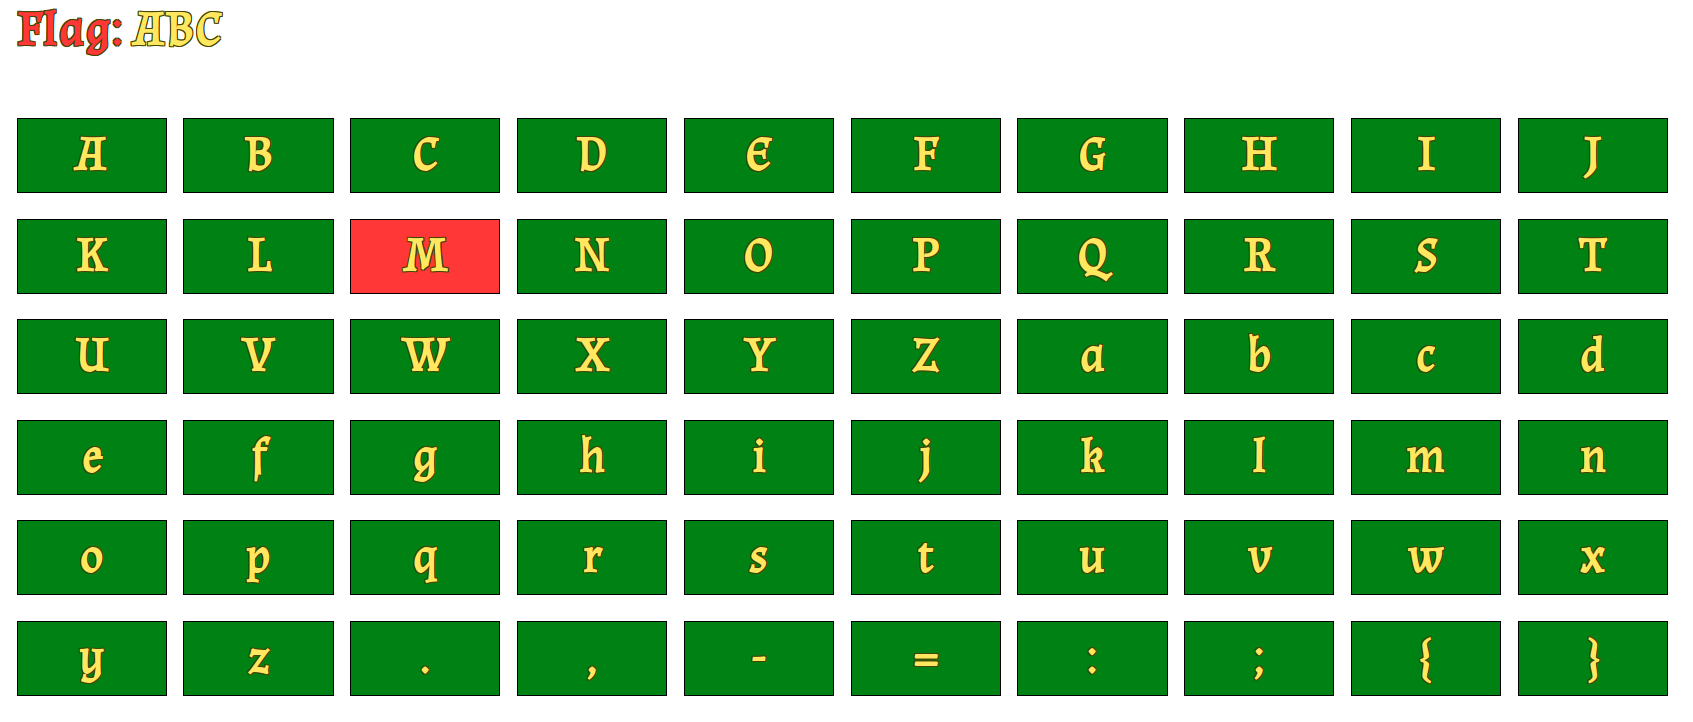 Flag: ABC
A B C D E F G H I J
K L M N O P Q R S T
U V W X Y Z a b c d
e f g h i j k l m n
o p q r s t u v w x
y z . , - = : ; { }